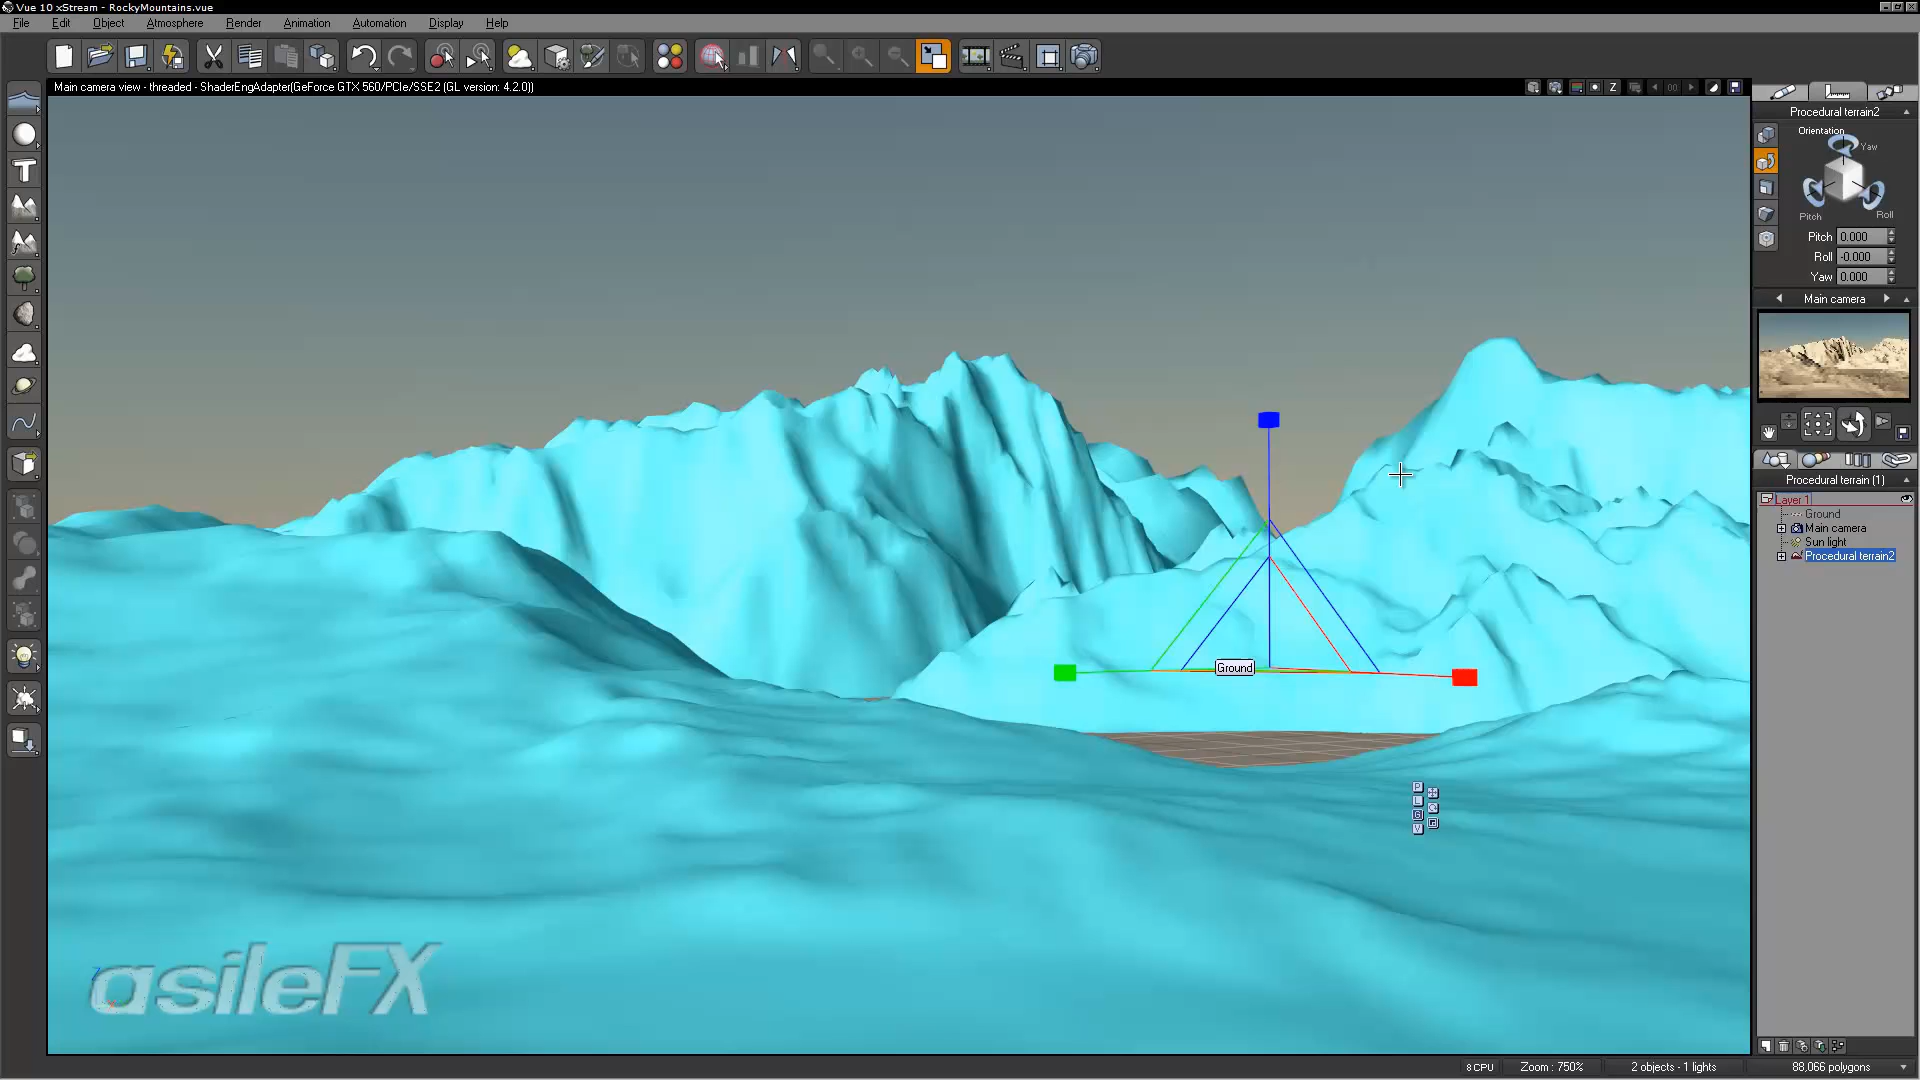 Vue 10 xStream - RockyMountains.vue
File Edit Object Atmosphere Render Animation Automation Display Help
Main camera view - threaded - ShaderEngAdapter(GeForce GTX 560/PCIe/SSE2 (GL version: 4.2.0))
Z
00
Procedural terrain2
Orientation
Yaw
Pitch
Roll
Pitch 0.000
Roll -0.000
Yaw 0.000
Main camera
Procedural terrain (1)
Layer 1
Ground
Main camera
Sun light
Procedural terrain2
Ground
P
L
G
V
Z
X
asileFX
8 CPU
Zoom : 750%
2 objects - 1 lights
88,066 polygons